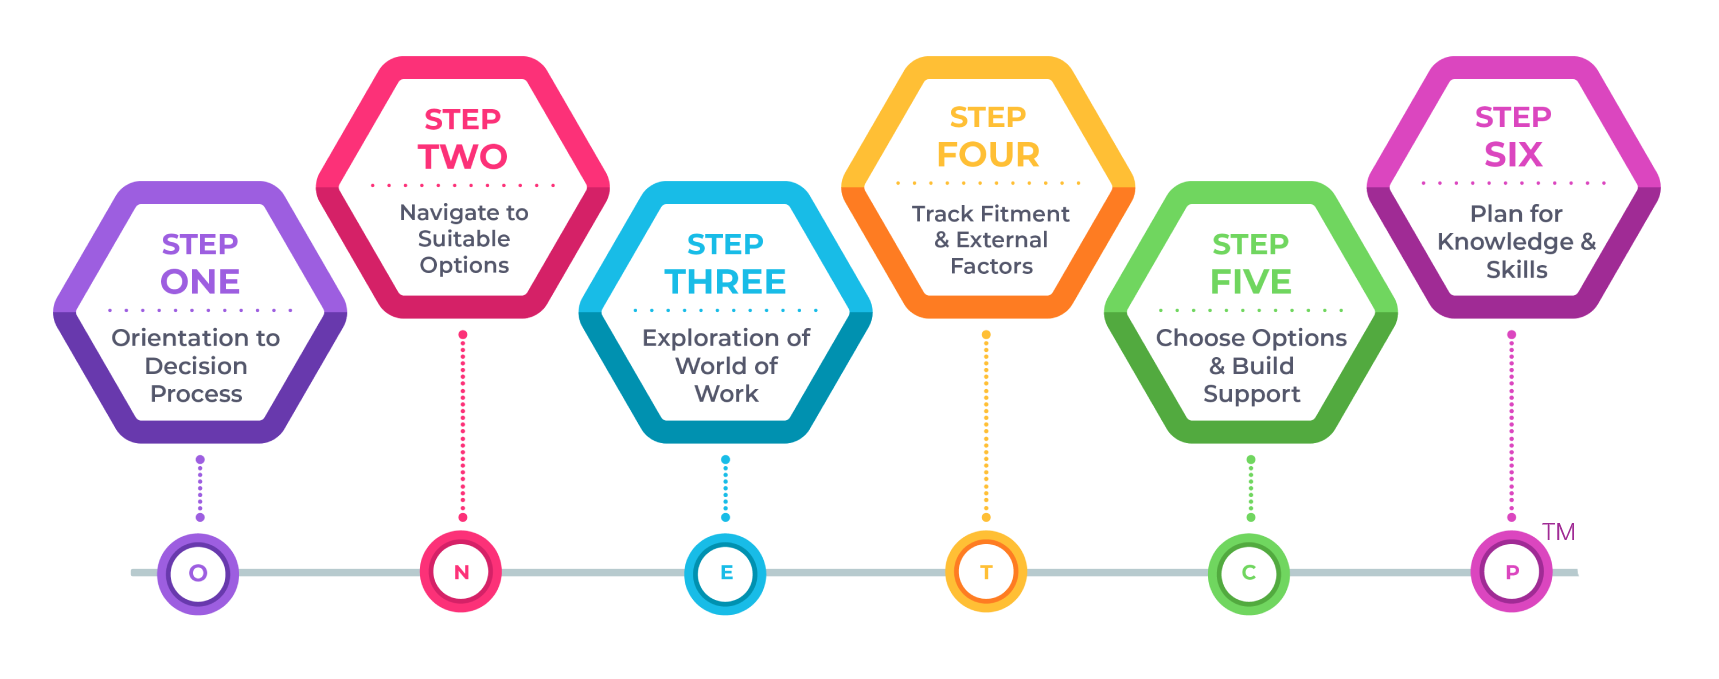 STEP
ONE
Orientation to
Decision
Process
STEP
TWO
Navigate to
Suitable
Options
STEP
THREE
Exploration of
World of
Work
STEP
FOUR
Track Fitment
& External
Factors
STEP
FIVE
Choose Options
& Build
Support
STEP
SIX
Plan for
Knowledge &
Skills
O N E T C P TM